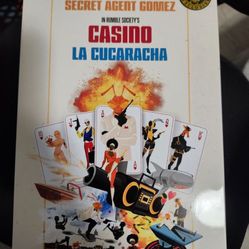 SECRET AGENT GOMEZ
IN HUMBLE SOCIETY'S
CASINO
LA CUCARACHA